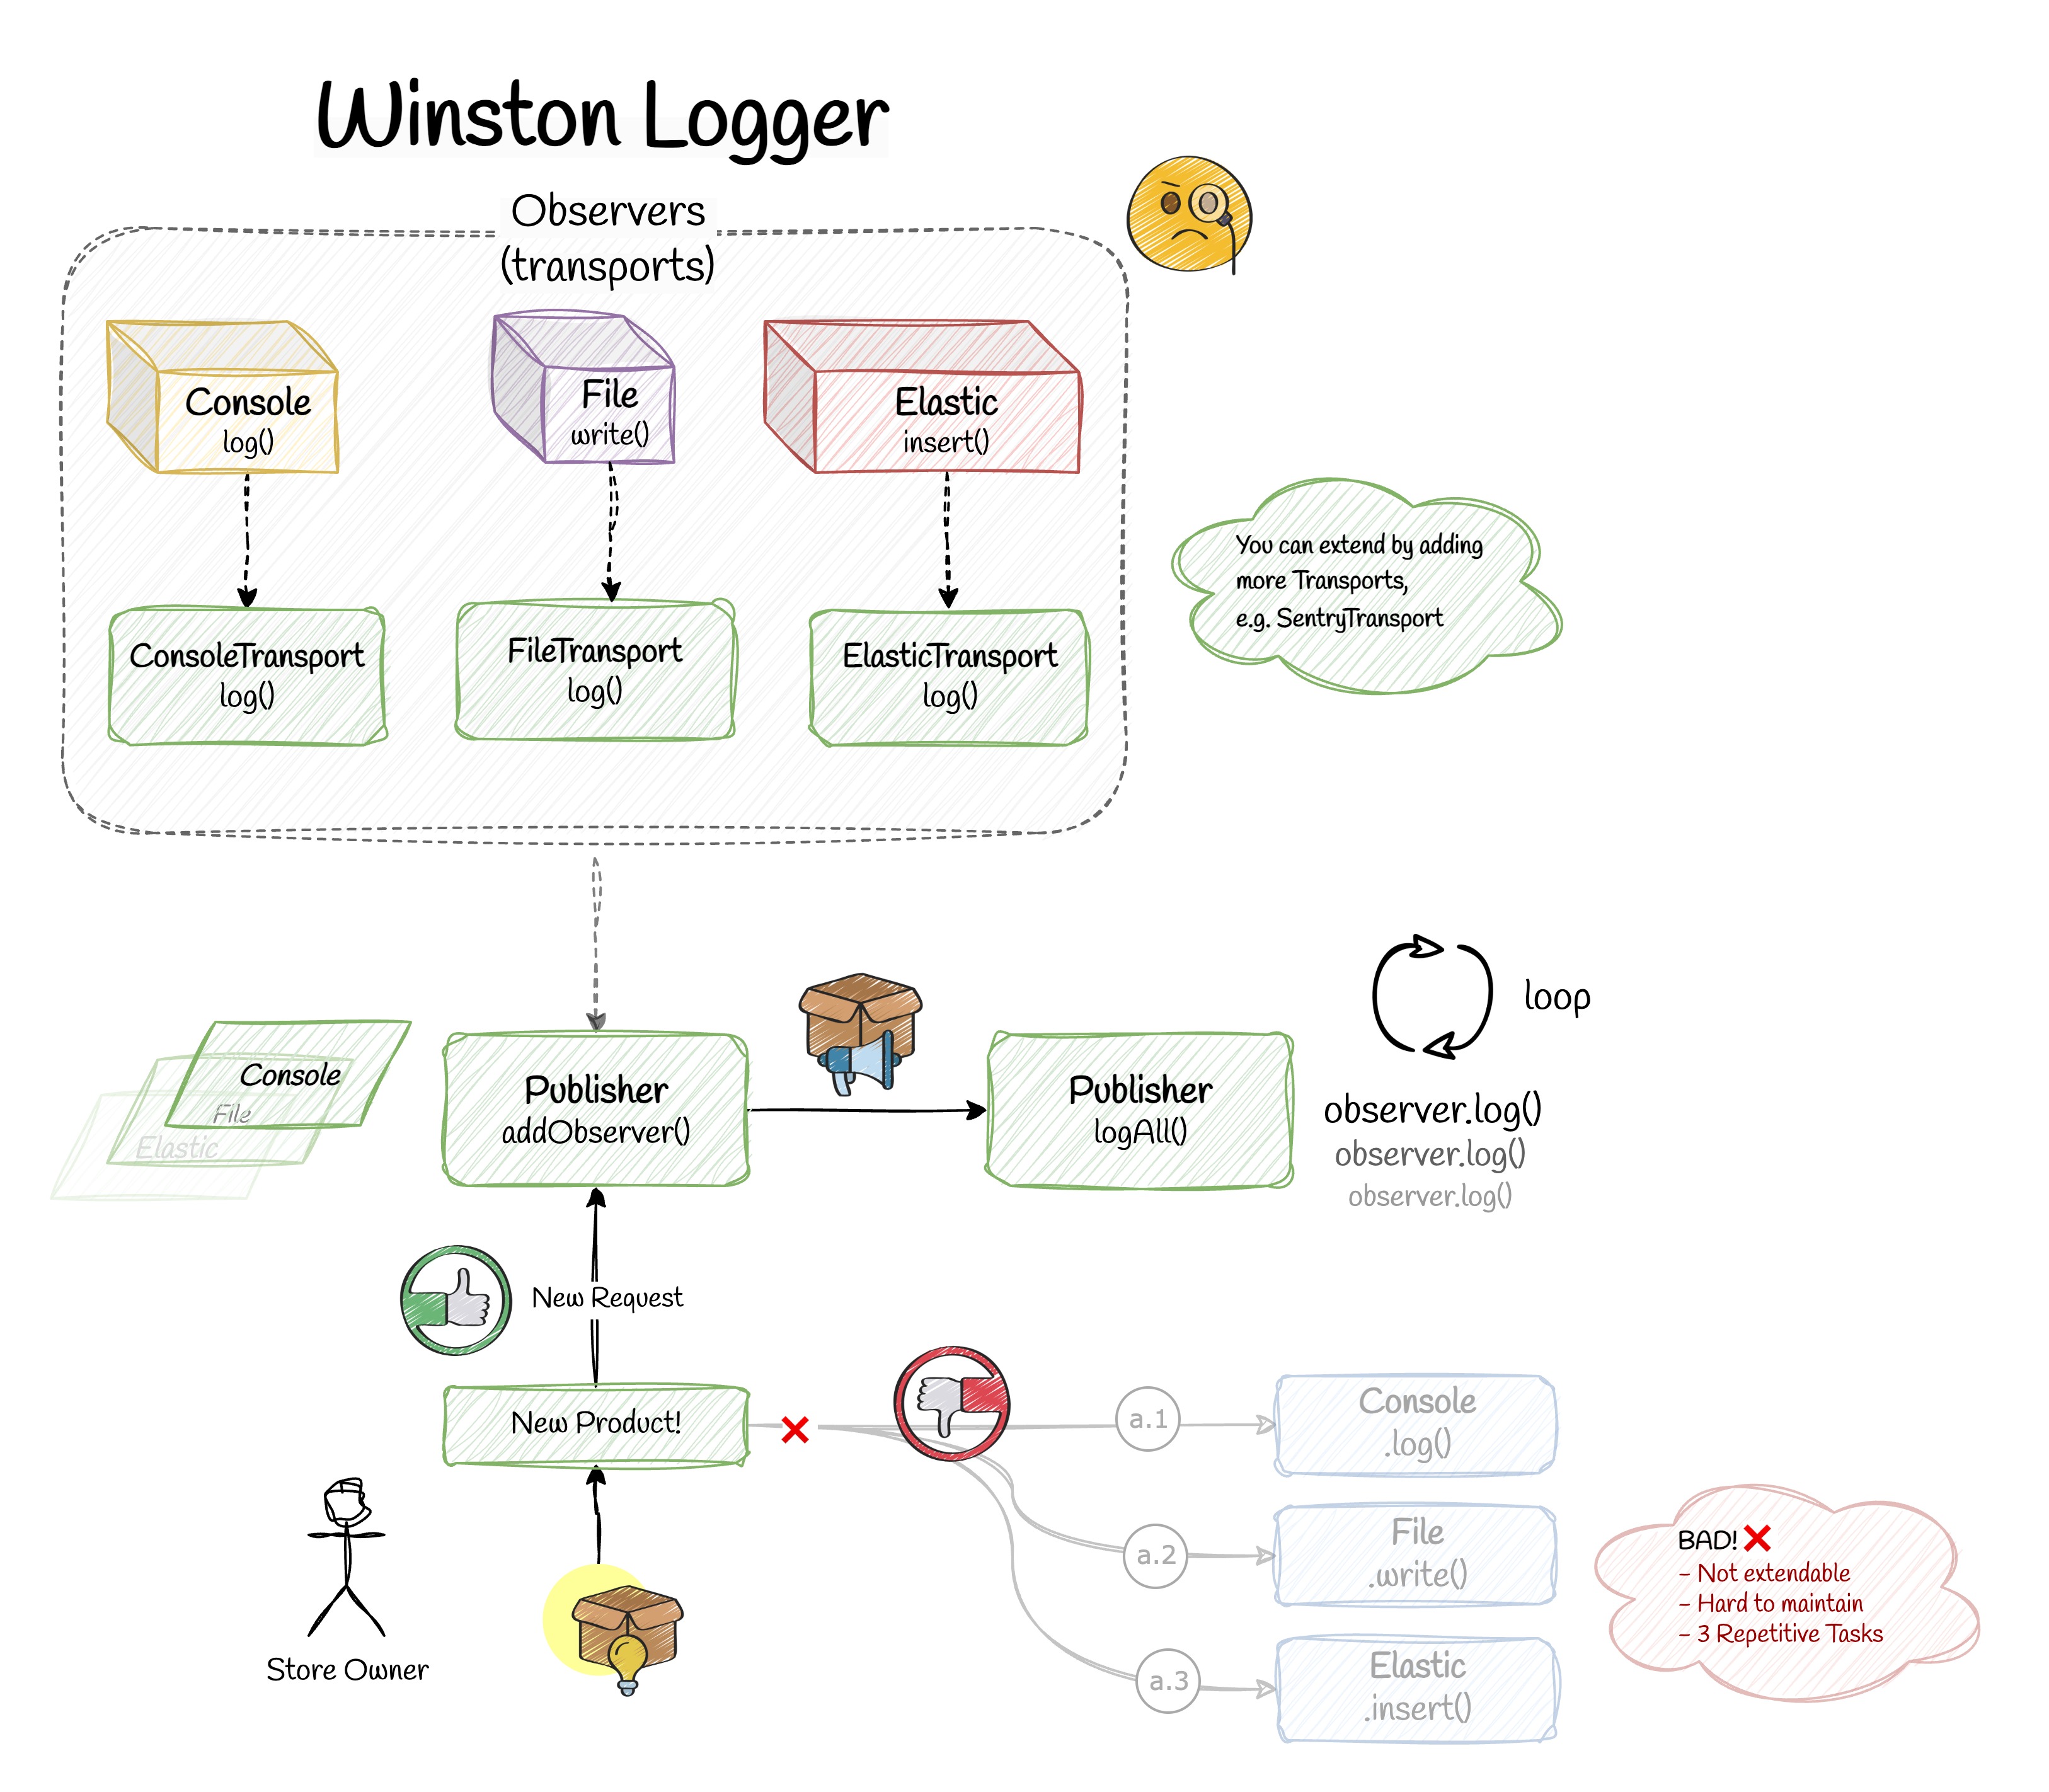 Winston Logger
Observers
(transports)
Console
log()
File
write()
Elastic
insert()
ConsoleTransport
log()
FileTransport
log()
ElasticTransport
log()
You can extend by adding
more Transports,
e.g. SentryTransport
Console
File
Elastic
Publisher
addObserver()
Publisher
logAll()
loop
observer.log()
observer.log()
observer.log()
New Request
New Product!
a.1
Console
.log()
a.2
File
.write()
a.3
Elastic
.insert()
BAD! ❌
- Not extendable
- Hard to maintain
- 3 Repetitive Tasks
Store Owner